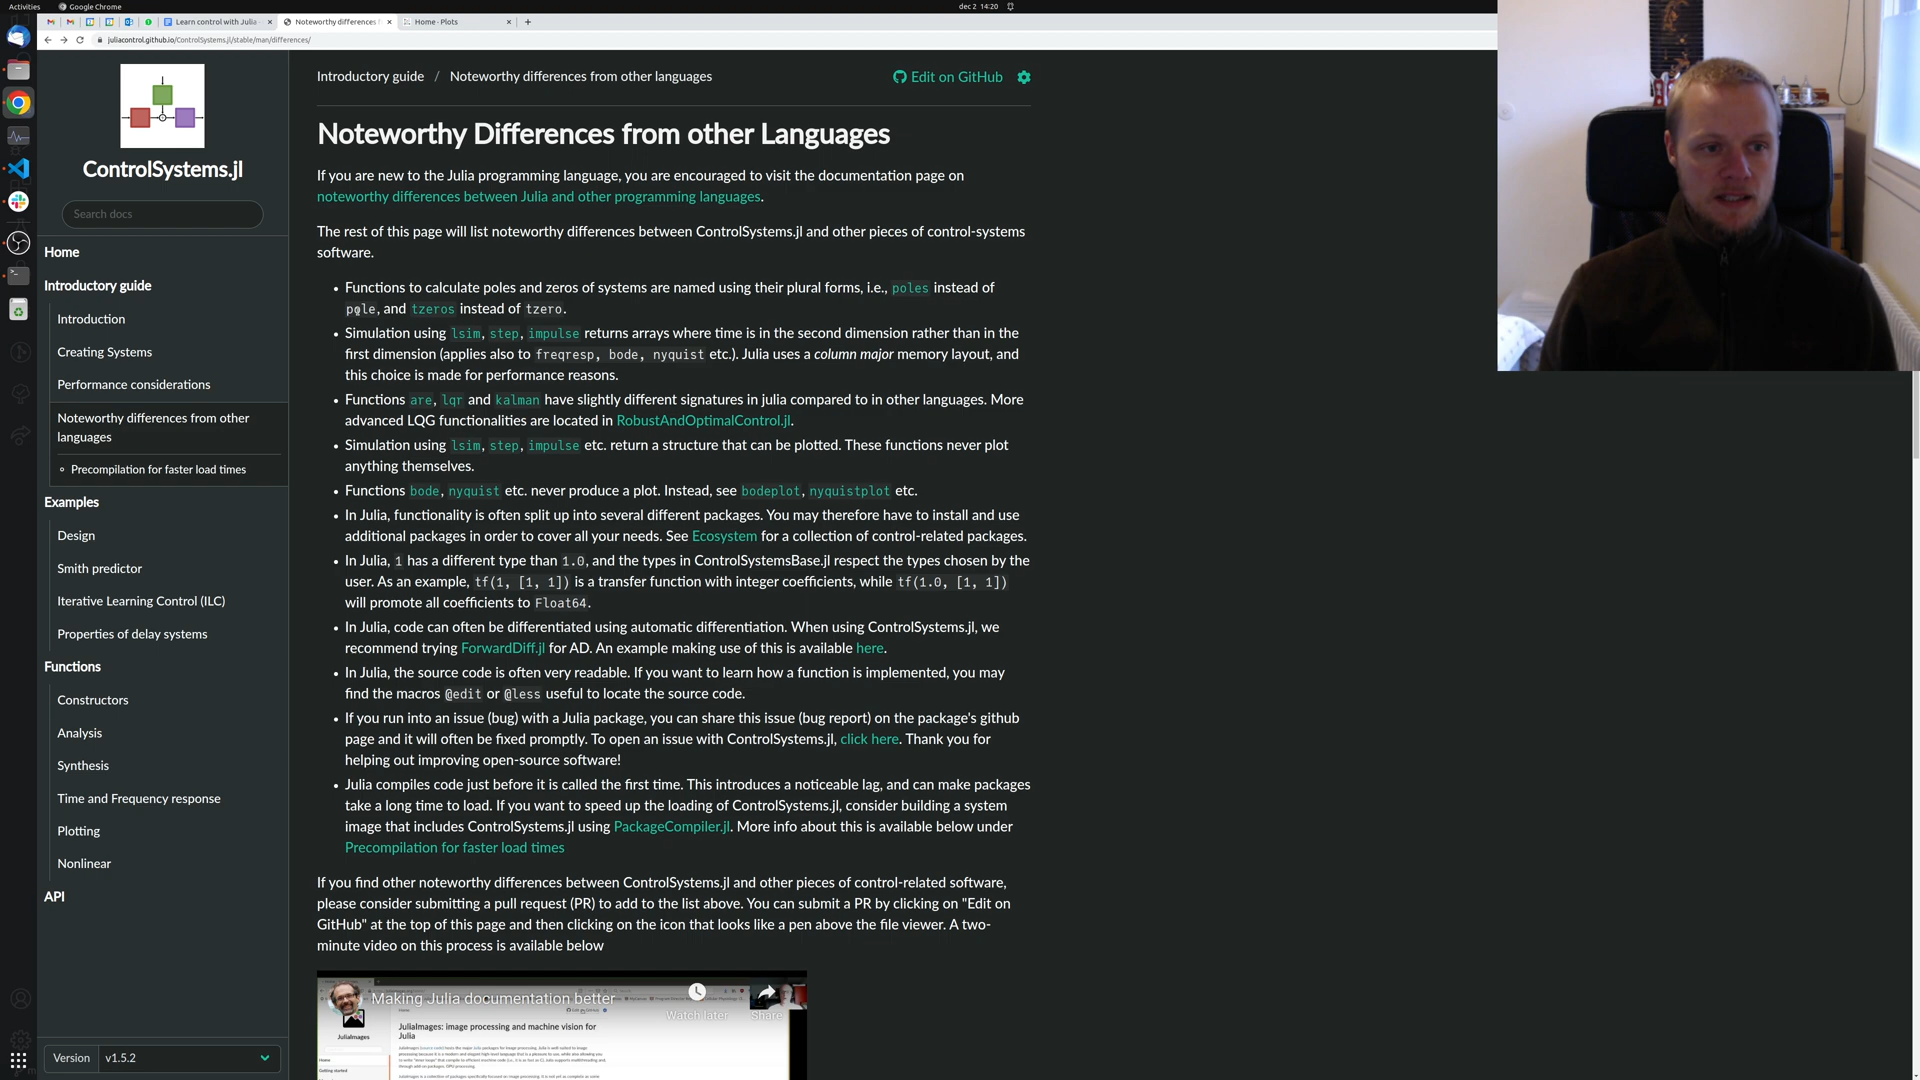 Activities Google Chrome dec 2 14:20
Learn control with Julia - Noteworthy differences f Home · Plots
juliacontrol.github.io/ControlSystems.jl/stable/man/differences/
ControlSystems.jl
Search docs
Home
Introductory guide
Introduction
Creating Systems
Performance considerations
Noteworthy differences from other
languages
Precompilation for faster load times
Examples
Design
Smith predictor
Iterative Learning Control (ILC)
Properties of delay systems
Functions
Constructors
Analysis
Synthesis
Time and Frequency response
Plotting
Nonlinear
API
Version v1.5.2
Introductory guide / Noteworthy differences from other languages Edit on GitHub
Noteworthy Differences from other Languages
If you are new to the Julia programming language, you are encouraged to visit the documentation page on
noteworthy differences between Julia and other programming languages.
The rest of this page will list noteworthy differences between ControlSystems.jl and other pieces of control-systems
software.
• Functions to calculate poles and zeros of systems are named using their plural forms, i.e., poles instead of
pole, and tzeros instead of tzero.
• Simulation using lsim, step, impulse returns arrays where time is in the second dimension rather than in the
first dimension (applies also to freqresp, bode, nyquist etc.). Julia uses a column major memory layout, and
this choice is made for performance reasons.
• Functions are, lqr and kalman have slightly different signatures in julia compared to in other languages. More
advanced LQG functionalities are located in RobustAndOptimalControl.jl.
• Simulation using lsim, step, impulse etc. return a structure that can be plotted. These functions never plot
anything themselves.
• Functions bode, nyquist etc. never produce a plot. Instead, see bodeplot, nyquistplot etc.
• In Julia, functionality is often split up into several different packages. You may therefore have to install and use
additional packages in order to cover all your needs. See Ecosystem for a collection of control-related packages.
• In Julia, 1 has a different type than 1.0, and the types in ControlSystemsBase.jl respect the types chosen by the
user. As an example, tf(1, [1, 1]) is a transfer function with integer coefficients, while tf(1.0, [1, 1])
will promote all coefficients to Float64.
• In Julia, code can often be differentiated using automatic differentiation. When using ControlSystems.jl, we
recommend trying ForwardDiff.jl for AD. An example making use of this is available here.
• In Julia, the source code is often very readable. If you want to learn how a function is implemented, you may
find the macros @edit or @less useful to locate the source code.
• If you run into an issue (bug) with a Julia package, you can share this issue (bug report) on the package's github
page and it will often be fixed promptly. To open an issue with ControlSystems.jl, click here. Thank you for
helping out improving open-source software!
• Julia compiles code just before it is called the first time. This introduces a noticeable lag, and can make packages
take a long time to load. If you want to speed up the loading of ControlSystems.jl, consider building a system
image that includes ControlSystems.jl using PackageCompiler.jl. More info about this is available below under
Precompilation for faster load times
If you find other noteworthy differences between ControlSystems.jl and other pieces of control-related software,
please consider submitting a pull request (PR) to add to the list above. You can submit a PR by clicking on "Edit on
GitHub" at the top of this page and then clicking on the icon that looks like a pen above the file viewer. A two-
minute video on this process is available below
Making Julia documentation better
Watch later Share
JuliaImages
JuliaImages: image processing and machine vision for
Julia